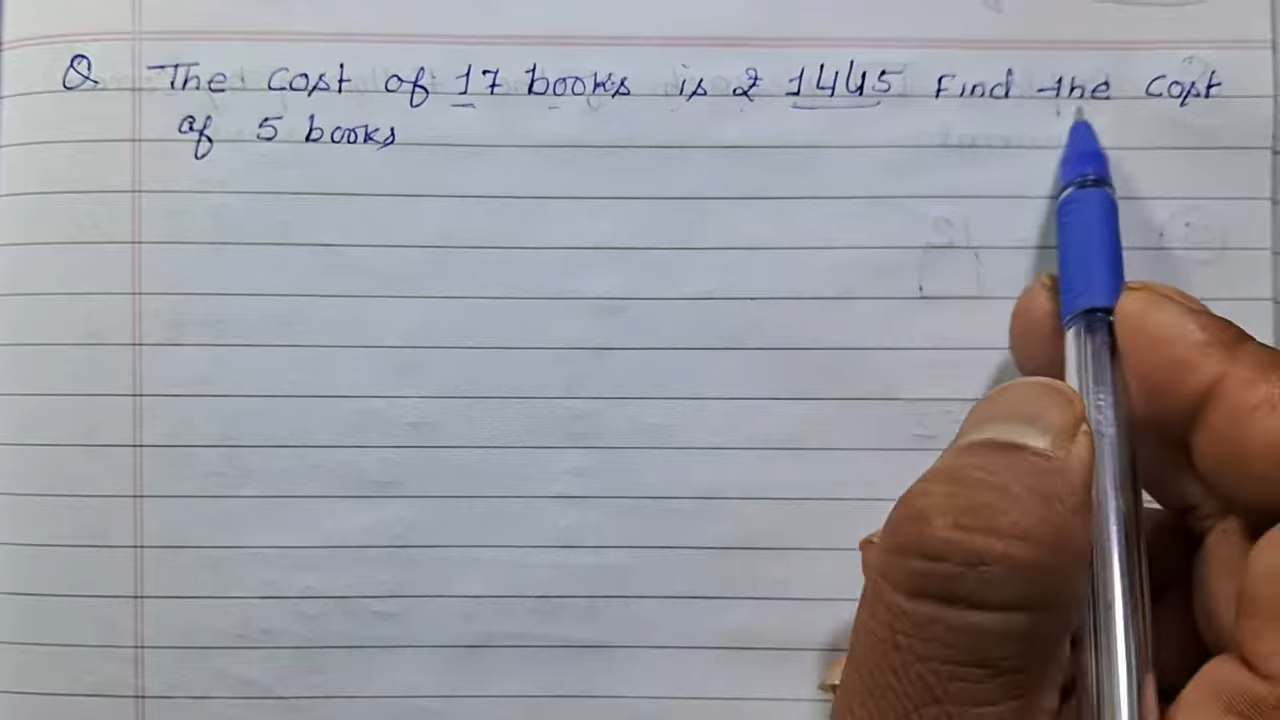 Q The Cost of 17 books is ₹ 1445 Find the Cost
of 5 books